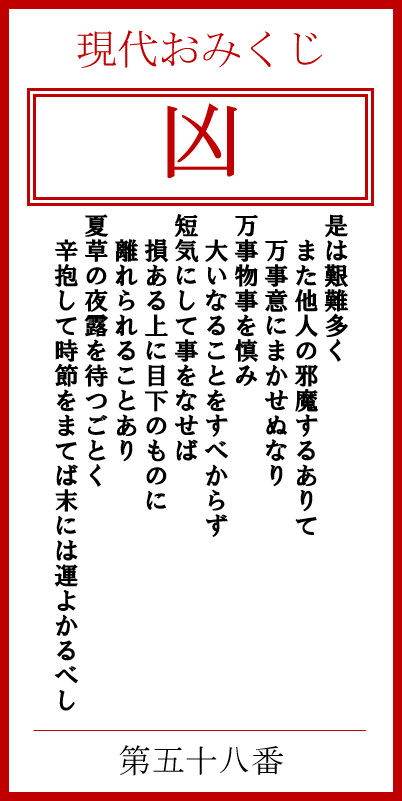 現代おみくじ
凶
是は艱難多く
また他人の邪魔するありて
万事意にまかせぬなり
万事物事を慎み
大いなることをすべからず
短気にして事をなせば
損ある上に目下のものに
離れられることあり
夏草の夜露を待つごとく
辛抱して時節をまてば末には運よかるべし
第五十八番